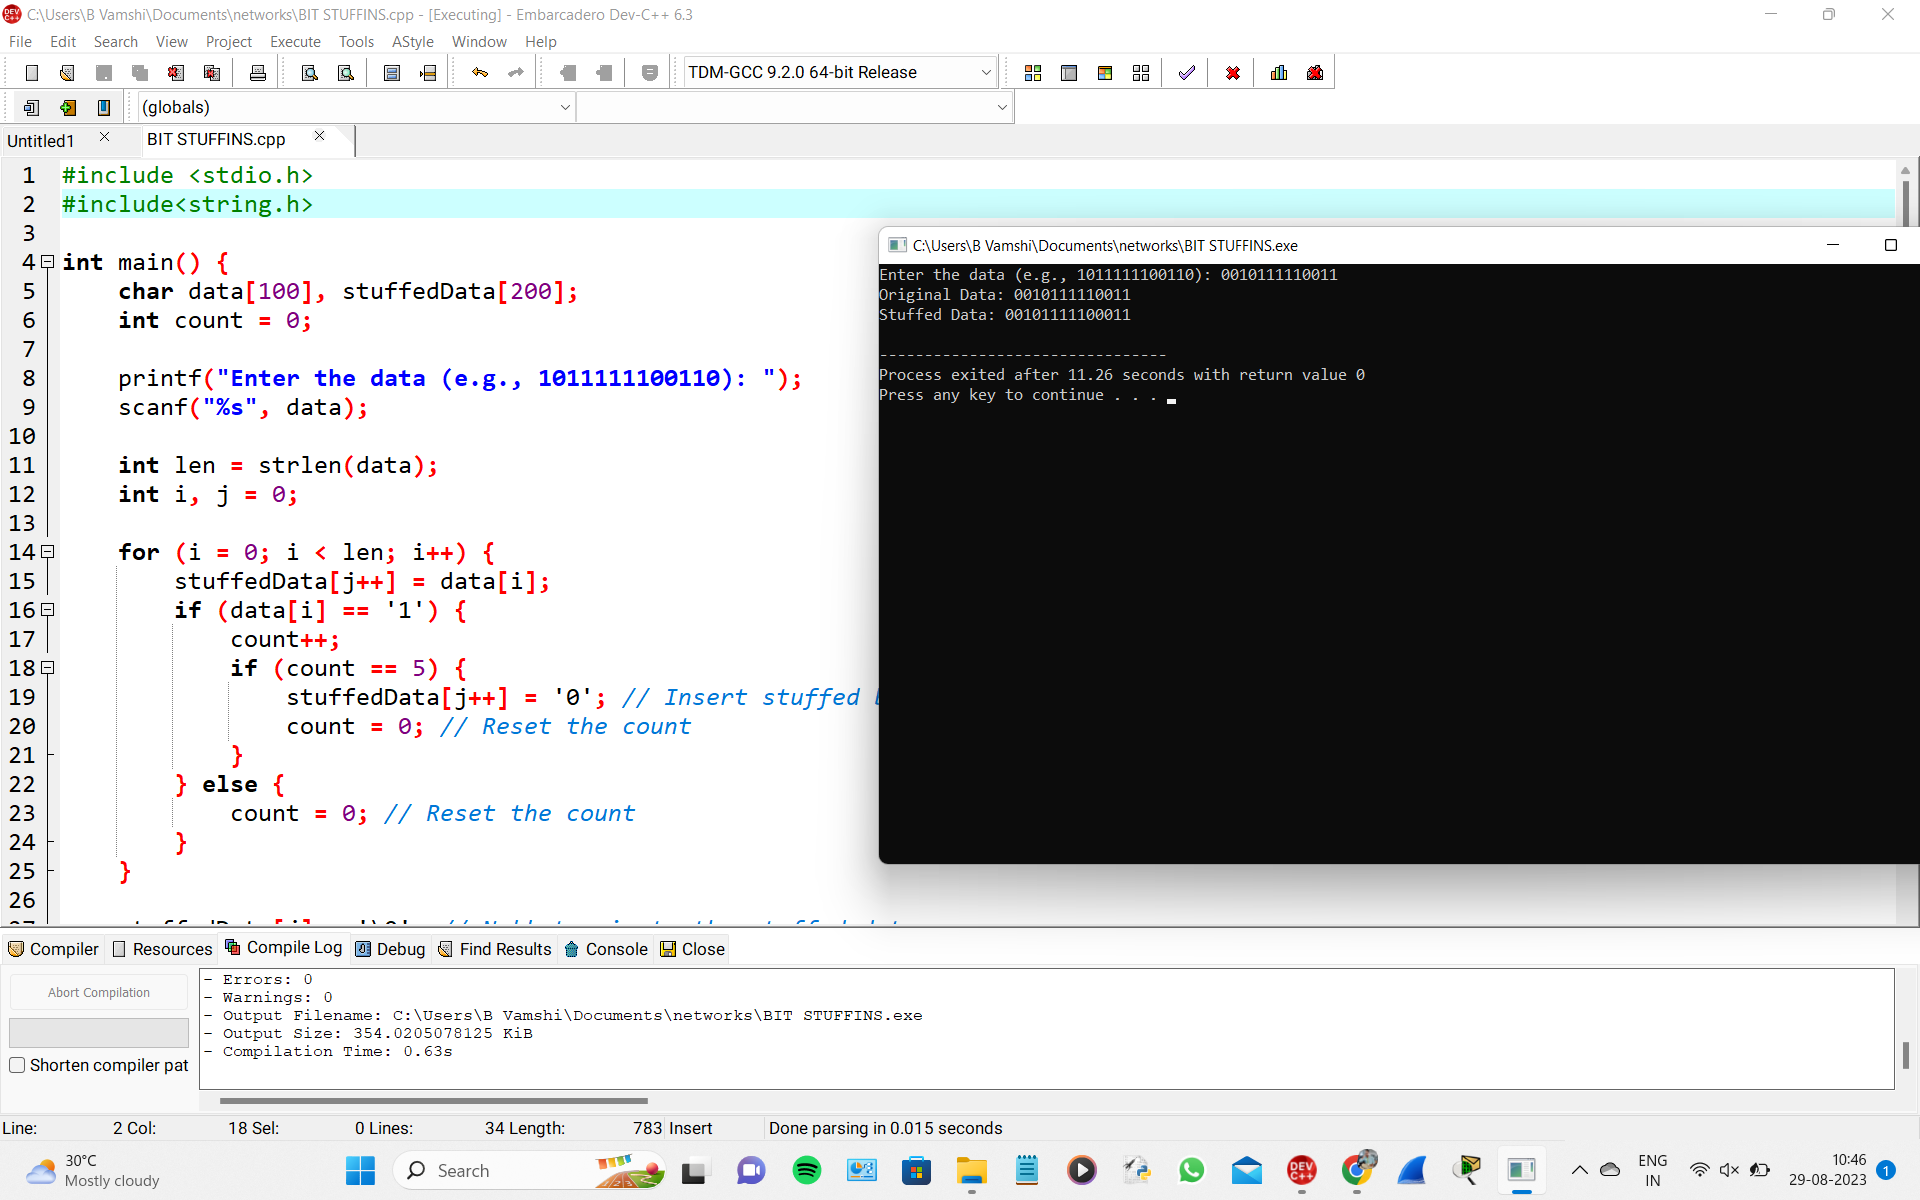 C:\Users\B Vamshi\Documents\networks\BIT STUFFINS.cpp - [Executing] - Embarcadero Dev-C++ 6.3
File Edit Search View Project Execute Tools AStyle Window Help
TDM-GCC 9.2.0 64-bit Release
(globals)
Untitled1 BIT STUFFINS.cpp
1 #include <stdio.h>
2 #include<string.h>
3
4 int main() {
5 char data[100], stuffedData[200];
6 int count = 0;
7
8 printf("Enter the data (e.g., 1011111100110): ");
9 scanf("%s", data);
10
11 int len = strlen(data);
12 int i, j = 0;
13
14 for (i = 0; i < len; i++) {
15 stuffedData[j++] = data[i];
16 if (data[i] == '1') {
17 count++;
18 if (count == 5) {
19 stuffedData[j++] = '0'; // Insert stuffed
20 count = 0; // Reset the count
21 }
22 } else {
23 count = 0; // Reset the count
24 }
25 }
26
C:\Users\B Vamshi\Documents\networks\BIT STUFFINS.exe
Enter the data (e.g., 1011111100110): 0010111110011
Original Data: 0010111110011
Stuffed Data: 00101111100011
--------------------------------
Process exited after 11.26 seconds with return value 0
Press any key to continue . . .
Compiler Resources Compile Log Debug Find Results Console Close
Abort Compilation
Shorten compiler pat
- Errors: 0
- Warnings: 0
- Output Filename: C:\Users\B Vamshi\Documents\networks\BIT STUFFINS.exe
- Output Size: 354.0205078125 KiB
- Compilation Time: 0.63s
Line: 2 Col: 18 Sel: 0 Lines: 34 Length: 783 Insert Done parsing in 0.015 seconds
30°C
Mostly cloudy
Search
DEV C++
ENG
IN
10:46
29-08-2023
1